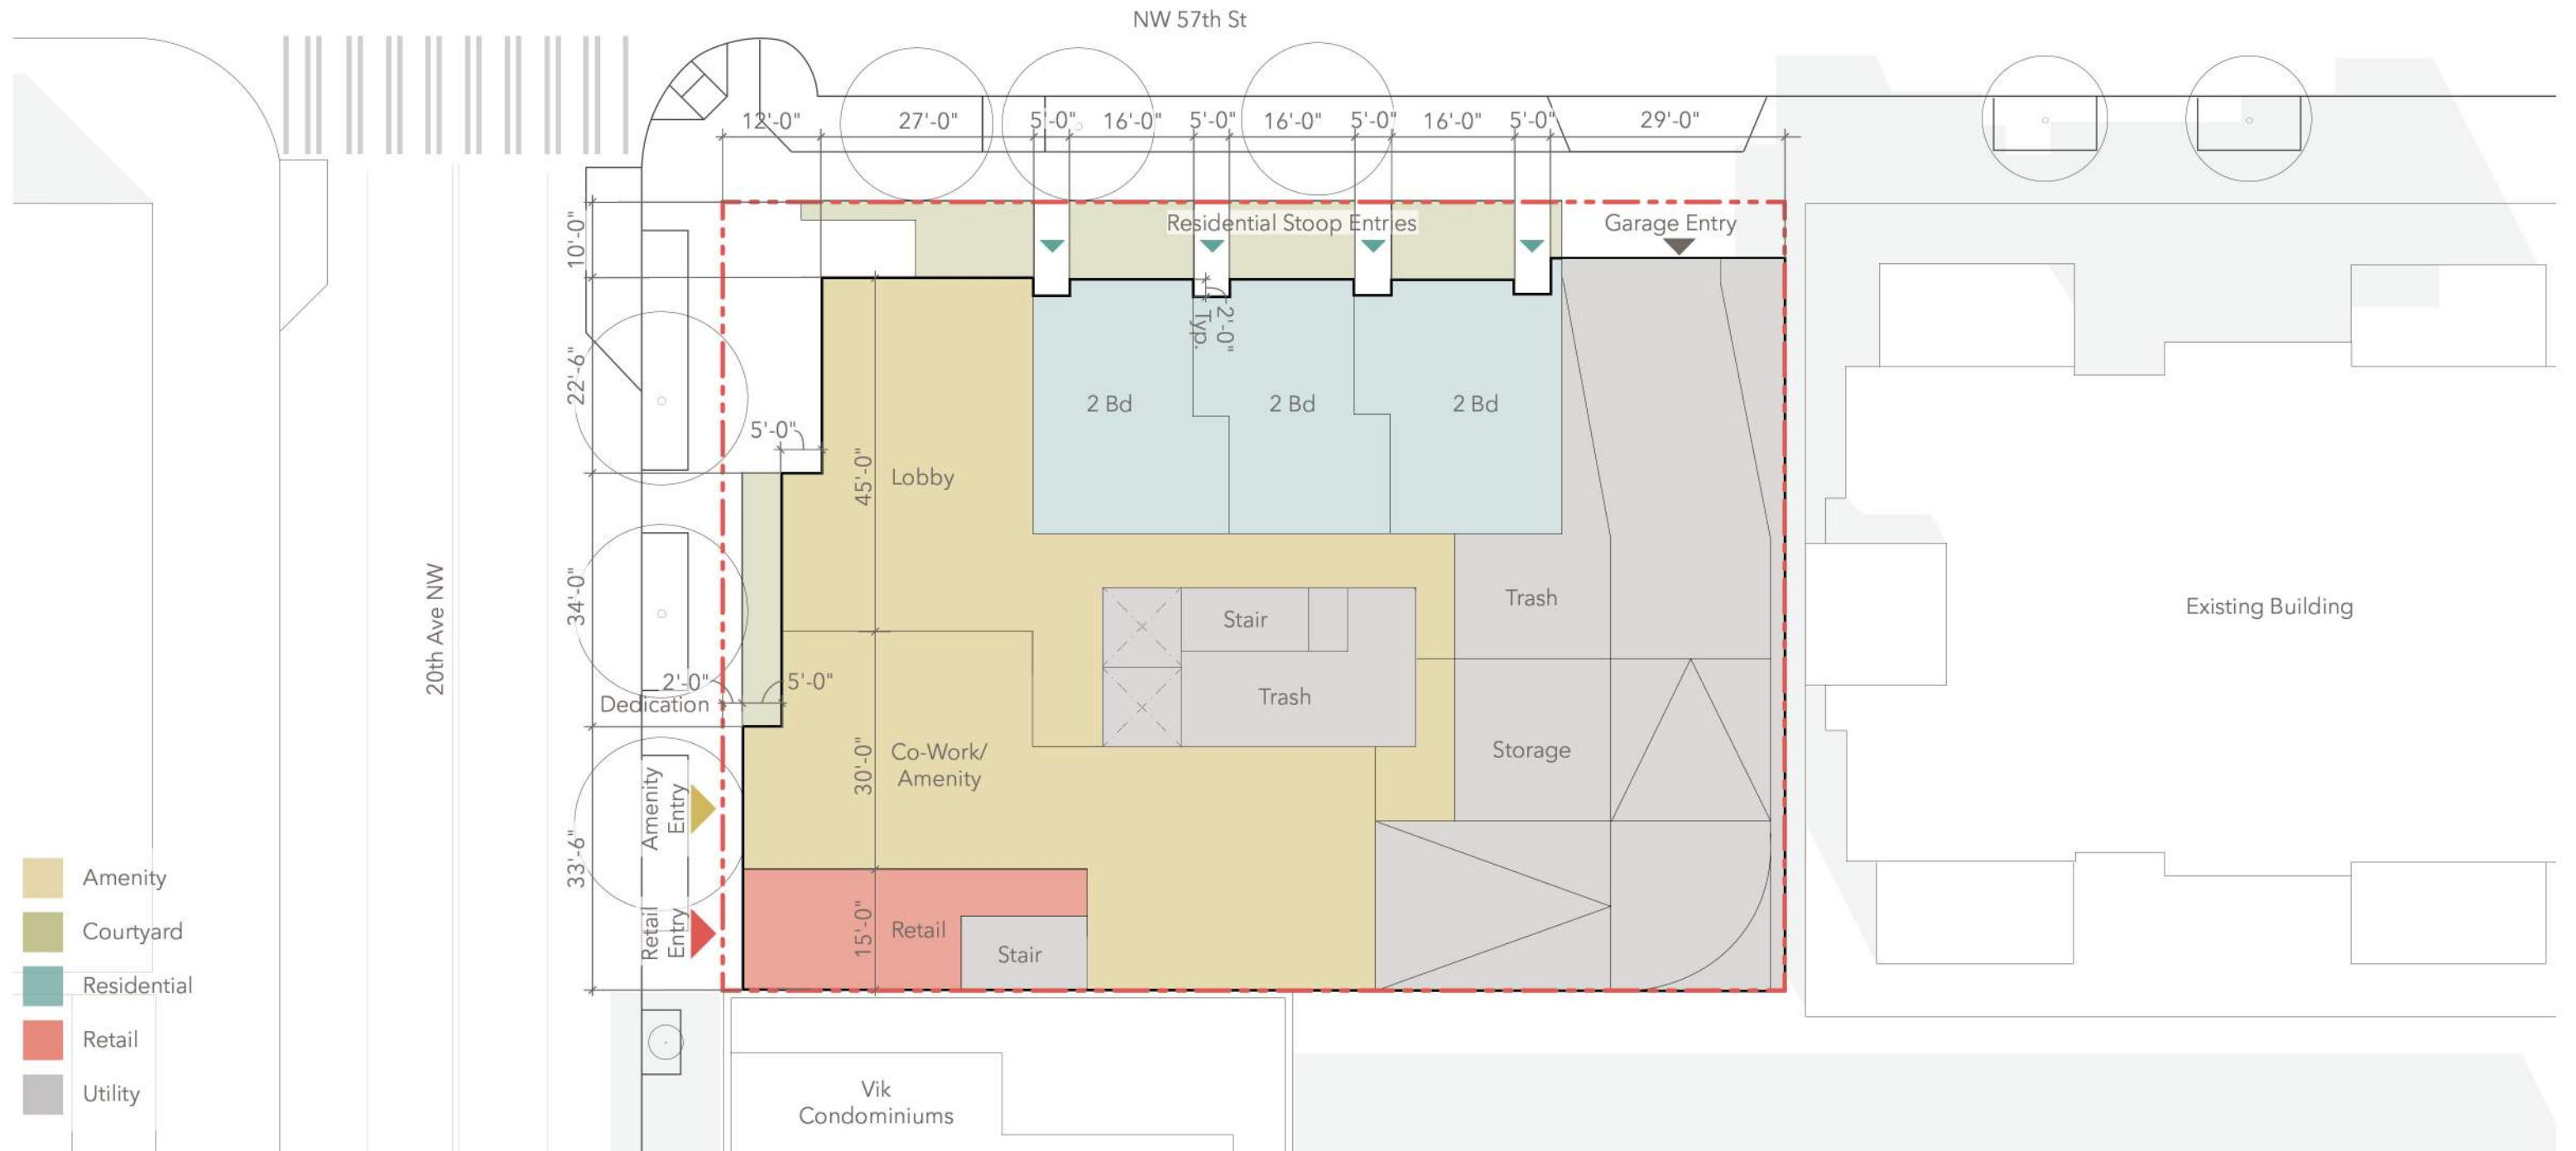 NW 57th St
12'-0"
27'-0"
5'-0"
16'-0"
5'-0"
16'-0"
5'-0"
16'-0"
5'-0"
29'-0"
10'-0"
Residential Stoop Entries
Garage Entry
2'-0"
Typ.
22'-6"
5'-0"
2 Bd
2 Bd
2 Bd
45'-0"
Lobby
20th Ave NW
34'-0"
Stair
Trash
Trash
Existing Building
2'-0"
5'-0"
Dedication
Co-Work/
Amenity
30'-0"
Storage
Amenity
Entry
33'-6"
Retail
Entry
15'-0"
Retail
Stair
Amenity
Courtyard
Residential
Retail
Utility
Vik
Condominiums